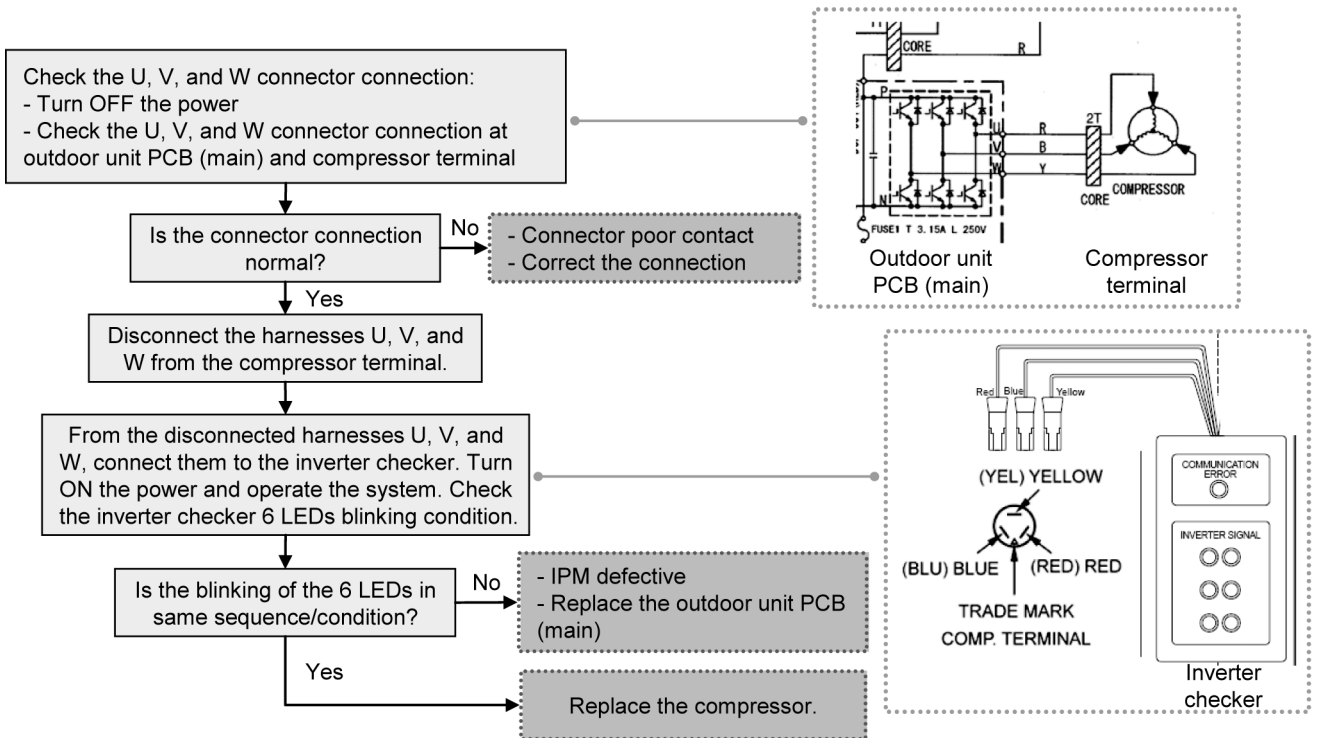 Check the U, V, and W connector connection:
- Turn OFF the power
- Check the U, V, and W connector connection at
outdoor unit PCB (main) and compressor terminal
Is the connector connection
normal?
No
- Connector poor contact
- Correct the connection
Yes
Disconnect the harnesses U, V, and
W from the compressor terminal.
From the disconnected harnesses U, V, and
W, connect them to the inverter checker. Turn
ON the power and operate the system. Check
the inverter checker 6 LEDs blinking condition.
Is the blinking of the 6 LEDs in
same sequence/condition?
No
- IPM defective
- Replace the outdoor unit PCB
(main)
Yes
Replace the compressor.
CORE
R
P
U
R
2T
V
B
W
Y
N
CORE
COMPRESSOR
FUSE1 T 3.15A L 250V
Outdoor unit
PCB (main)
Compressor
terminal
Red
Blue
Yellow
(YEL) YELLOW
(BLU) BLUE
(RED) RED
TRADE MARK
COMP. TERMINAL
COMMUNICATION
ERROR
INVERTER SIGNAL
Inverter
checker